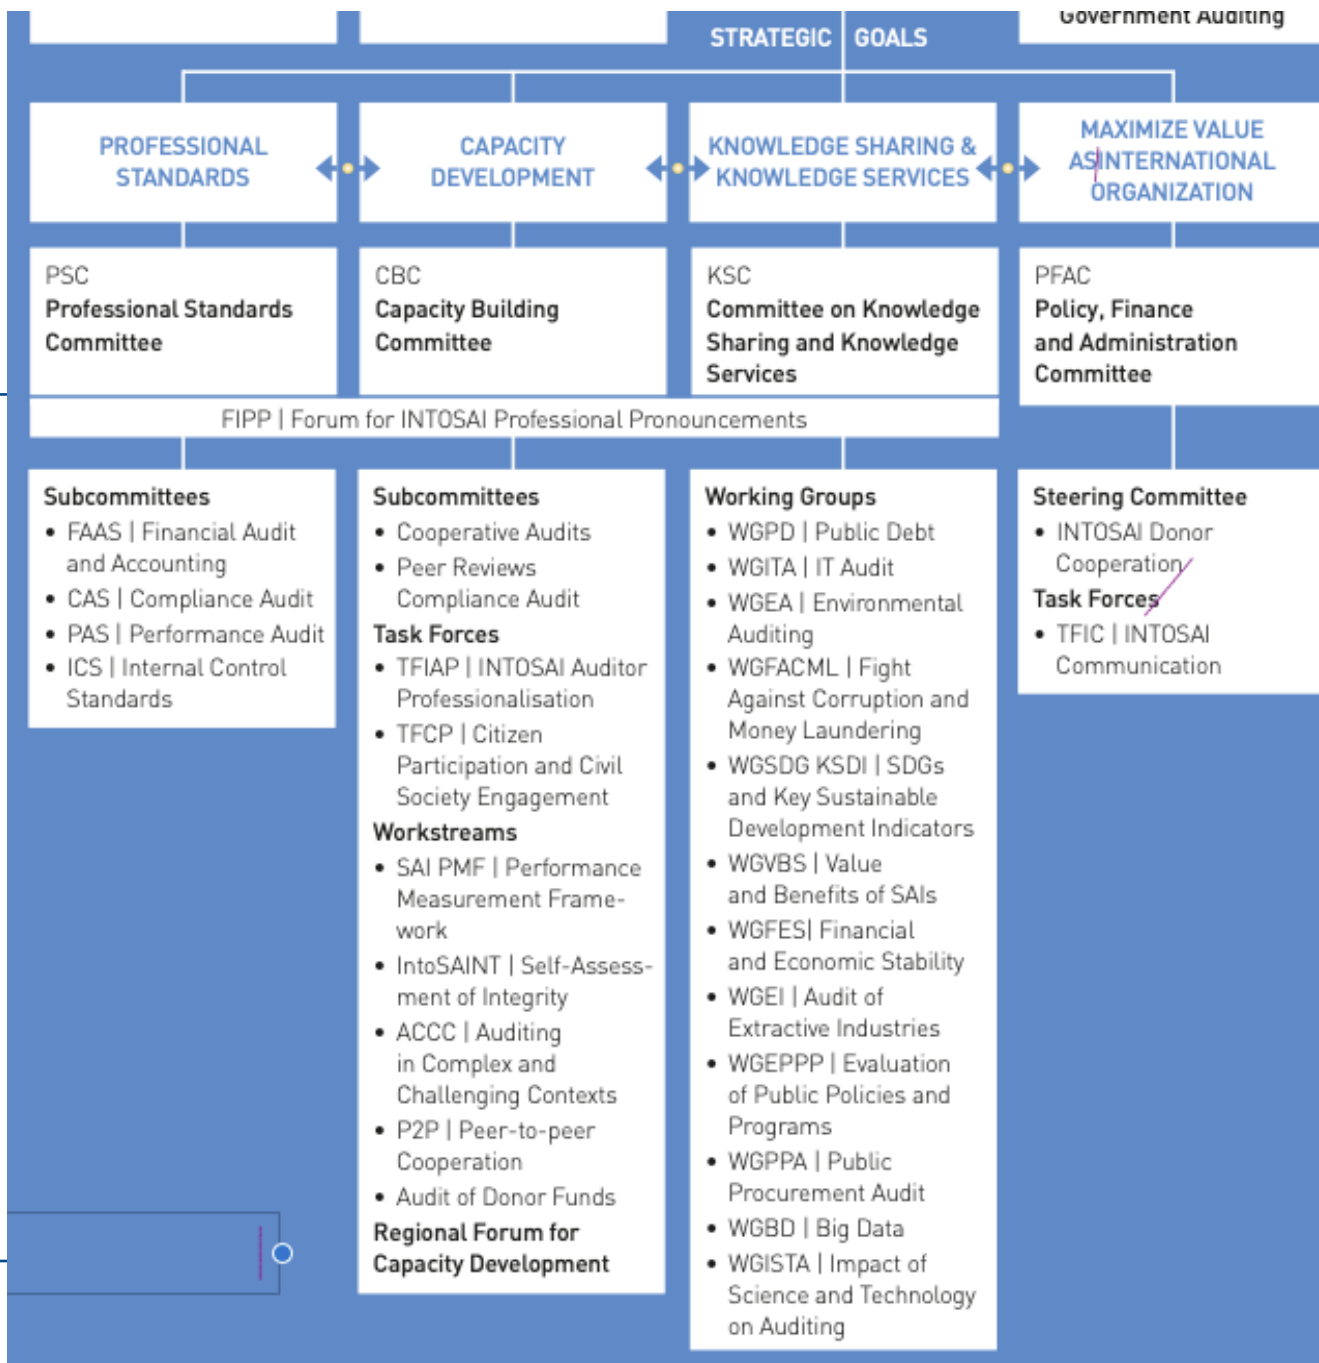 Government Auditing
STRATEGIC GOALS
PROFESSIONAL
STANDARDS
CAPACITY
DEVELOPMENT
KNOWLEDGE SHARING &
KNOWLEDGE SERVICES
MAXIMIZE VALUE
ASINTERNATIONAL
ORGANIZATION
PSC
Professional Standards
Committee
CBC
Capacity Building
Committee
KSC
Committee on Knowledge
Sharing and Knowledge
Services
PFAC
Policy, Finance
and Administration
Committee
FIPP | Forum for INTOSAI Professional Pronouncements
Subcommittees
• FAAS | Financial Audit
and Accounting
• CAS | Compliance Audit
• PAS | Performance Audit
• ICS | Internal Control
Standards
Subcommittees
• Cooperative Audits
• Peer Reviews
Compliance Audit
Task Forces
• TFIAP | INTOSAI Auditor
Professionalisation
• TFCP | Citizen
Participation and Civil
Society Engagement
Workstreams
• SAI PMF | Performance
Measurement Frame-
work
• IntoSAINT | Self-Assess-
ment of Integrity
• ACCC | Auditing
in Complex and
Challenging Contexts
• P2P | Peer-to-peer
Cooperation
• Audit of Donor Funds
Regional Forum for
Capacity Development
Working Groups
• WGPD | Public Debt
• WGITA | IT Audit
• WGEA | Environmental
Auditing
• WGFACML | Fight
Against Corruption and
Money Laundering
• WGSDG KSDI | SDGs
and Key Sustainable
Development Indicators
• WGVBS | Value
and Benefits of SAIs
• WGFES| Financial
and Economic Stability
• WGEI | Audit of
Extractive Industries
• WGEPPP | Evaluation
of Public Policies and
Programs
• WGPPA | Public
Procurement Audit
• WGBD | Big Data
• WGISTA | Impact of
Science and Technology
on Auditing
Steering Committee
• INTOSAI Donor
Cooperation
Task Forces
• TFIC | INTOSAI
Communication